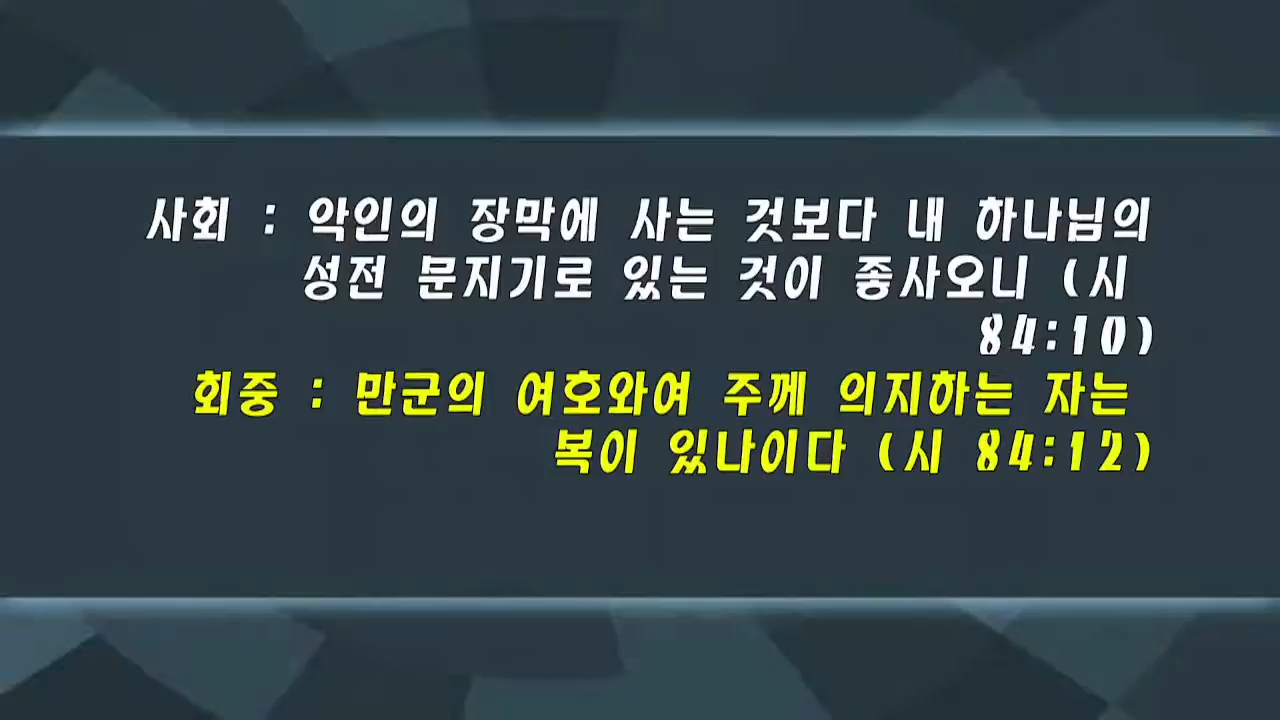 사회 : 악인의 장막에 사는 것보다 내 하나님의
성전 문지기로 있는 것이 좋사오니 (시
84:10)
회중 : 만군의 여호와여 주께 의지하는 자는
복이 있나이다 (시 84:12)